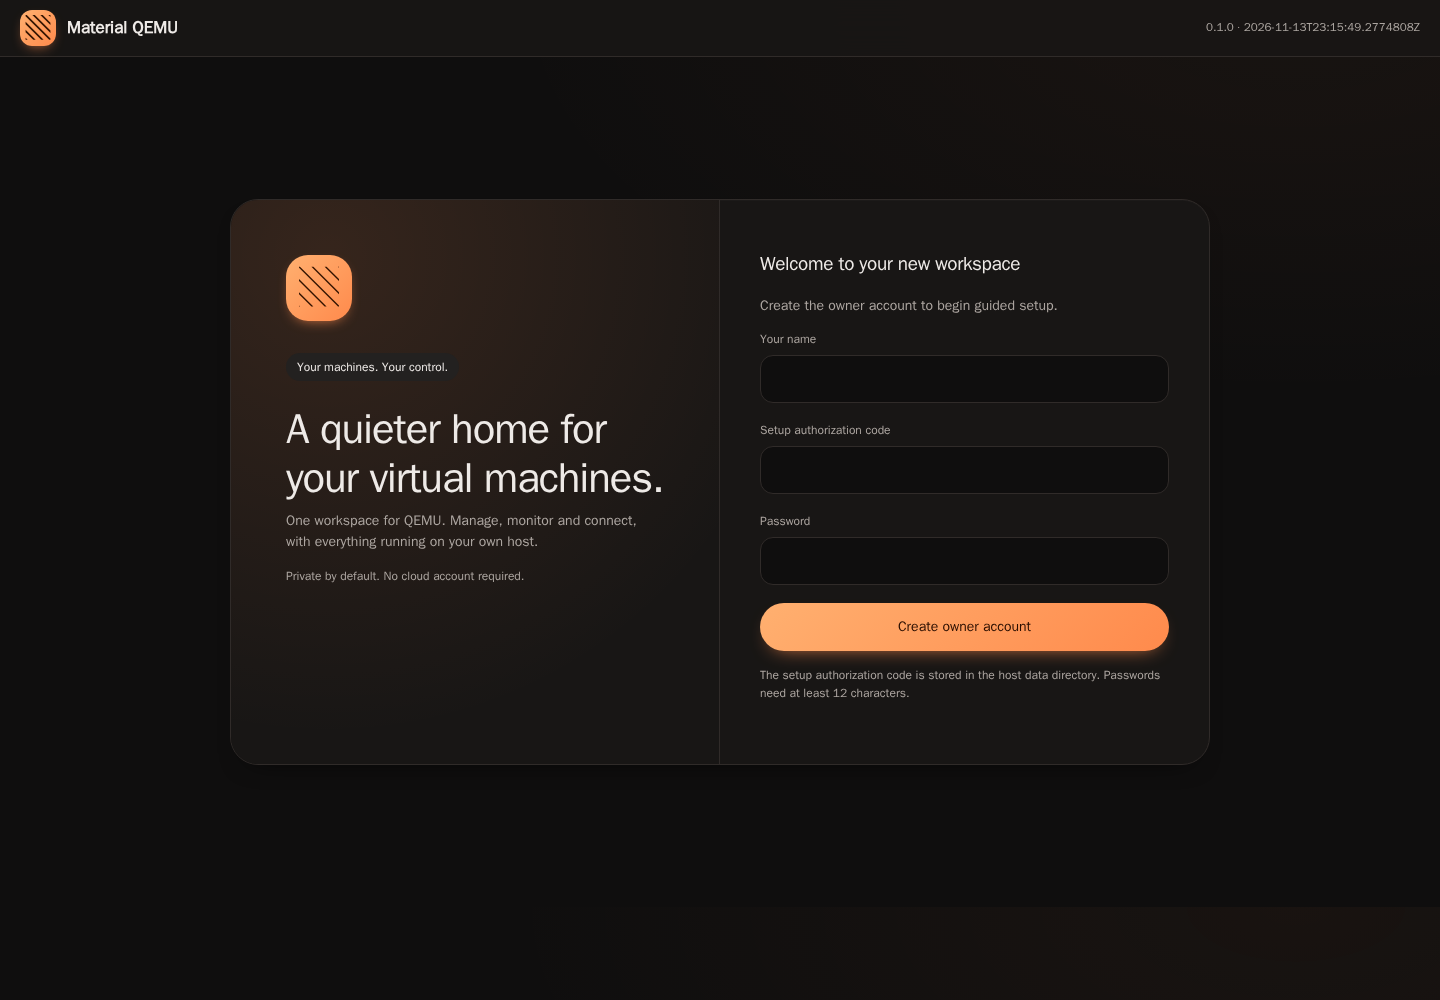 Material QEMU
0.1.0 · 2026-11-13T23:15:49.2774808Z
Your machines. Your control.
A quieter home for
your virtual machines.
One workspace for QEMU. Manage, monitor and connect,
with everything running on your own host.
Private by default. No cloud account required.
Welcome to your new workspace
Create the owner account to begin guided setup.
Your name
Setup authorization code
Password
Create owner account
The setup authorization code is stored in the host data directory. Passwords
need at least 12 characters.